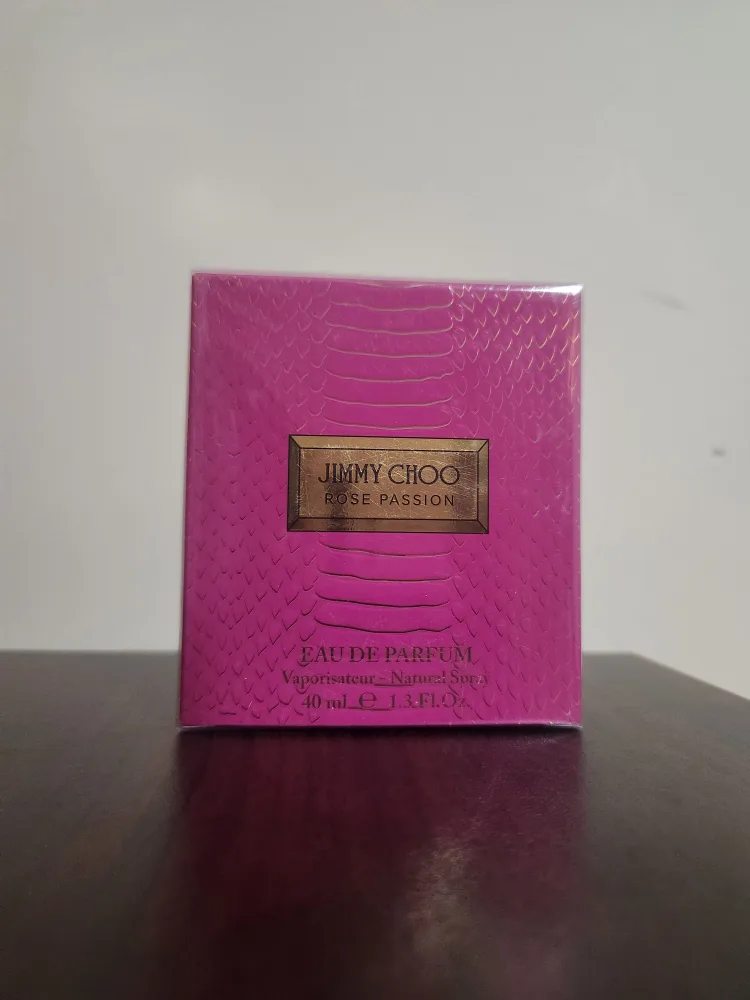 JIMMY CHOO
ROSE PASSION
EAU DE PARFUM
Vaporisateur - Natural Spray
40 ml ℮ 1.3 Fl.Oz.